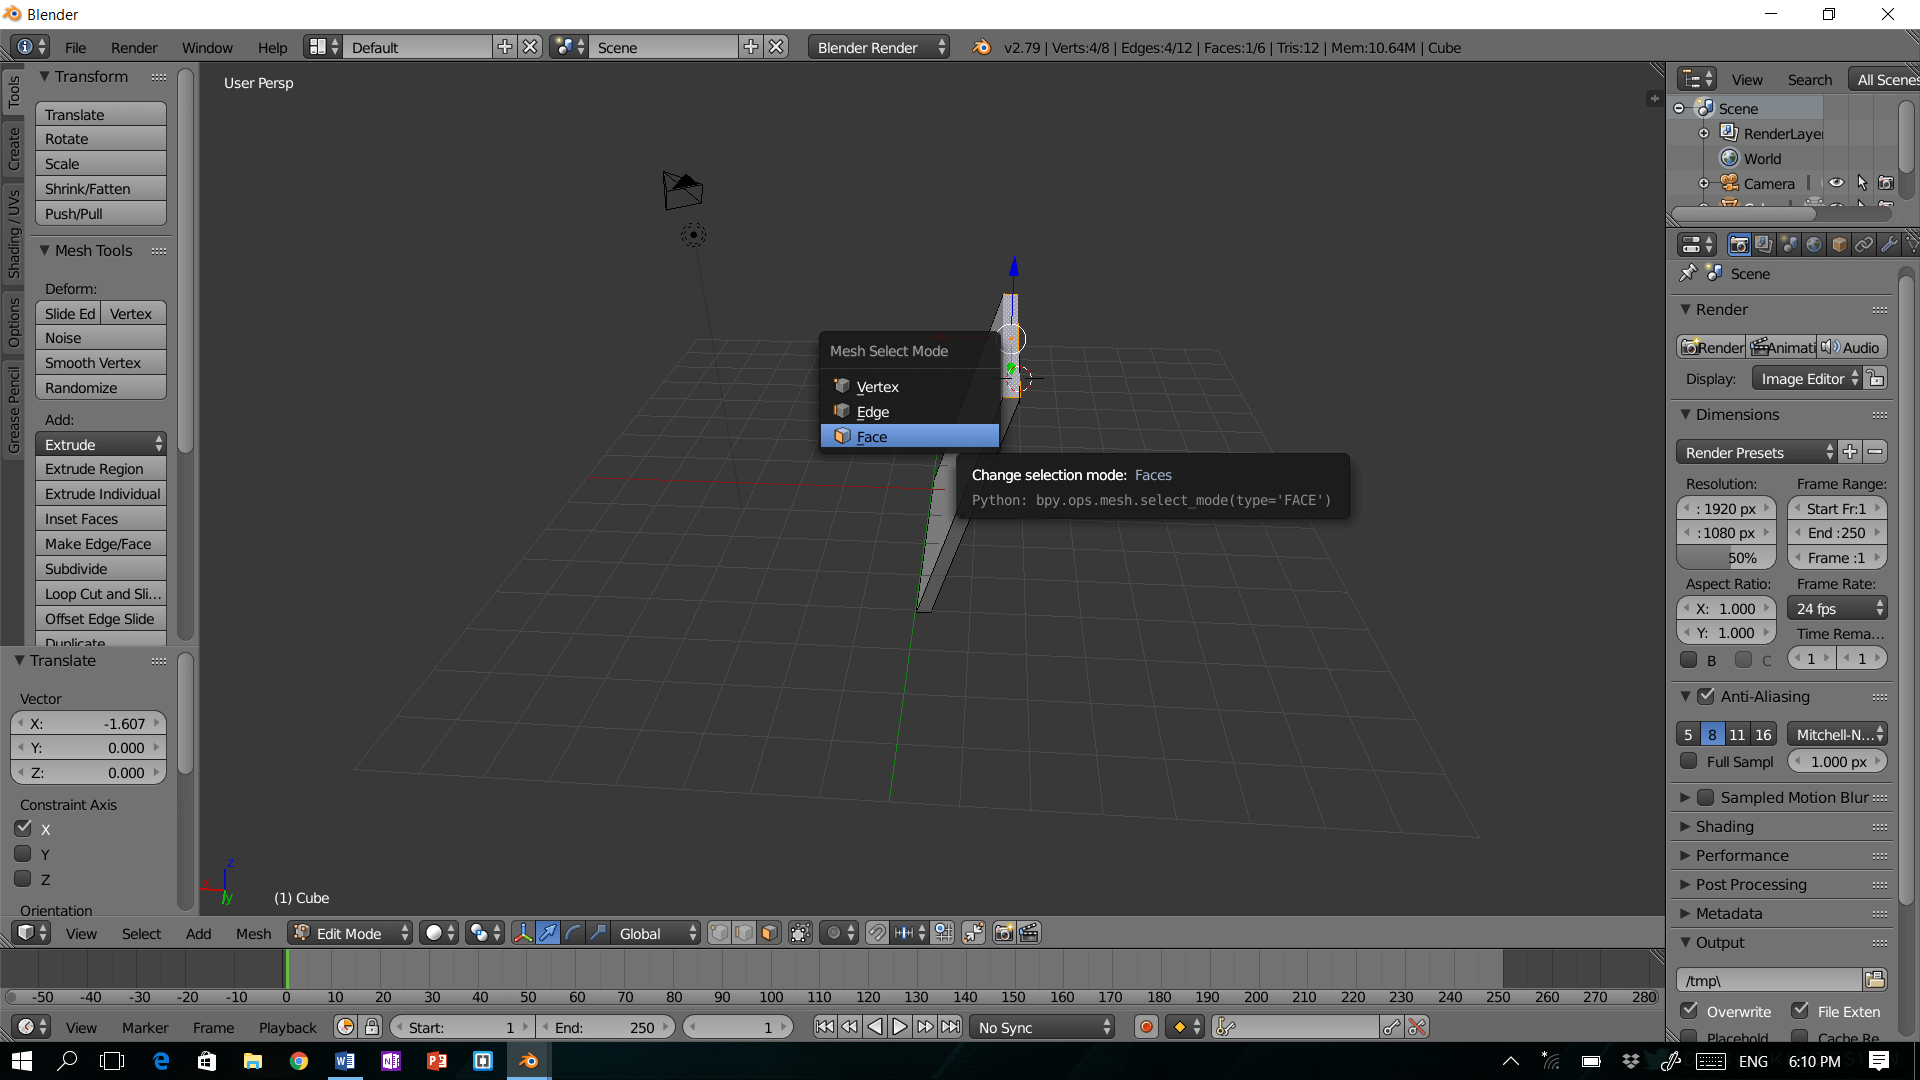 Blender
File Render Window Help Default Scene Blender Render v2.79 | Verts:4/8 | Edges:4/12 | Faces:1/6 | Tris:12 | Mem:10.64M | Cube
Tools
Create
Shading / UVs
Options
Grease Pencil
Transform
Translate
Rotate
Scale
Shrink/Fatten
Push/Pull
Mesh Tools
Deform:
Slide Ed Vertex
Noise
Smooth Vertex
Randomize
Add:
Extrude
Extrude Region
Extrude Individual
Inset Faces
Make Edge/Face
Subdivide
Loop Cut and Sli...
Offset Edge Slide
Duplicate
Translate
Vector
X: -1.607
Y: 0.000
Z: 0.000
Constraint Axis
X
Y
Z
Orientation
User Persp
Mesh Select Mode
Vertex
Edge
Face
Change selection mode: Faces
Python: bpy.ops.mesh.select_mode(type='FACE')
z
x
y
(1) Cube
View Select Add Mesh Edit Mode Global
-50 -40 -30 -20 -10 0 10 20 30 40 50 60 70 80 90 100 110 120 130 140 150 160 170 180 190 200 210 220 230 240 250 260 270 280
View Marker Frame Playback Start: 1 End: 250 1 No Sync
View Search All Scenes
Scene
RenderLayer
World
Camera
Scene
Render
Render Animati Audio
Display: Image Editor
Dimensions
Render Presets
Resolution: Frame Range:
: 1920 px Start Fr:1
:1080 px End :250
50% Frame :1
Aspect Ratio: Frame Rate:
X: 1.000 24 fps
Y: 1.000 Time Rema...
B C 1 1
Anti-Aliasing
5 8 11 16 Mitchell-N...
Full Sampl 1.000 px
Sampled Motion Blur
Shading
Performance
Post Processing
Metadata
Output
/tmp\
Overwrite File Exten
Placehold Cache Re
ENG 6:10 PM